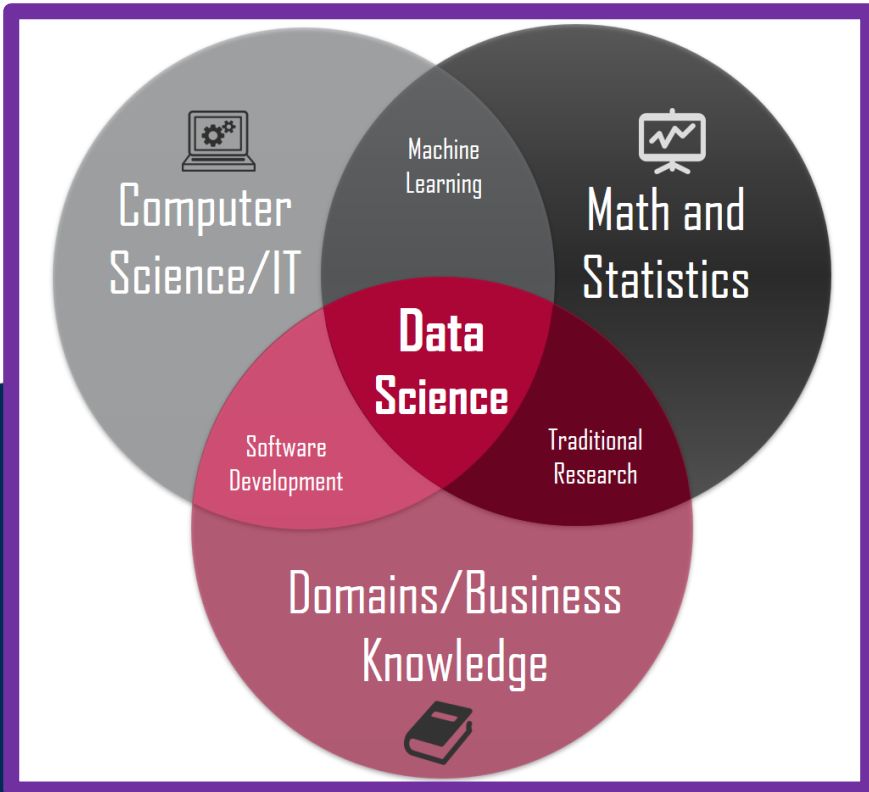 Machine
Learning
Computer
Science/IT
Math and
Statistics
Data
Science
Software
Development
Traditional
Research
Domains/Business
Knowledge